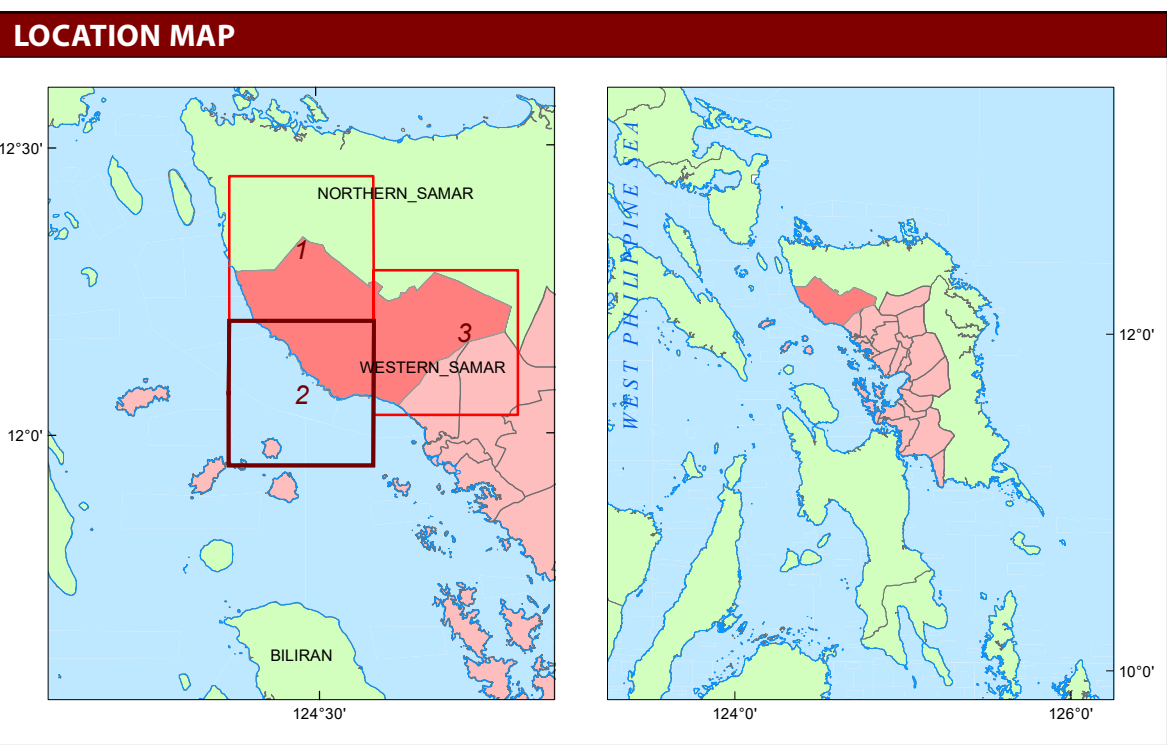 LOCATION MAP
12°30'
NORTHERN_SAMAR
1
3
WESTERN_SAMAR
2
12°0'
BILIRAN
124°30'
WEST PHILIPPINE SEA
12°0'
10°0'
124°0'
126°0'